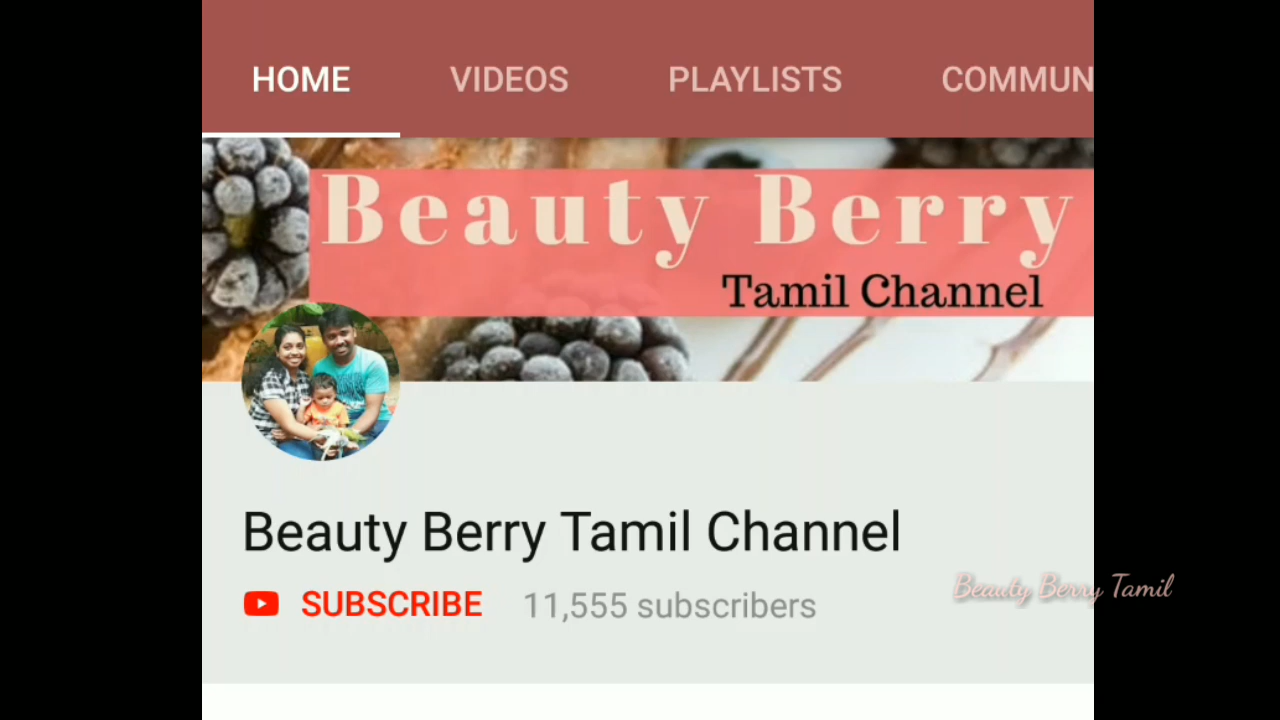 HOME VIDEOS PLAYLISTS COMMUN
Beauty Berry
Tamil Channel
Beauty Berry Tamil Channel
SUBSCRIBE 11,555 subscribers
Beauty Berry Tamil